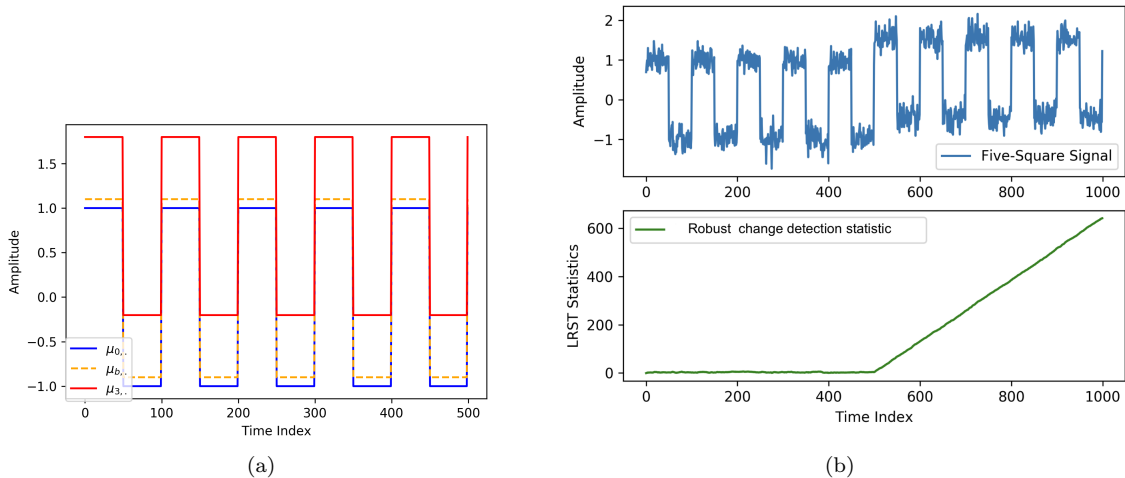 1.5
1.0
0.5
0.0
−0.5
−1.0
Amplitude
μ0,.
μb,.
μ3,.
0 100 200 300 400 500
Time Index
(a)
2
1
0
−1
Amplitude
Five-Square Signal
0 200 400 600 800 1000
600
400
200
0
LRST Statistics
Robust change detection statistic
0 200 400 600 800 1000
Time Index
(b)